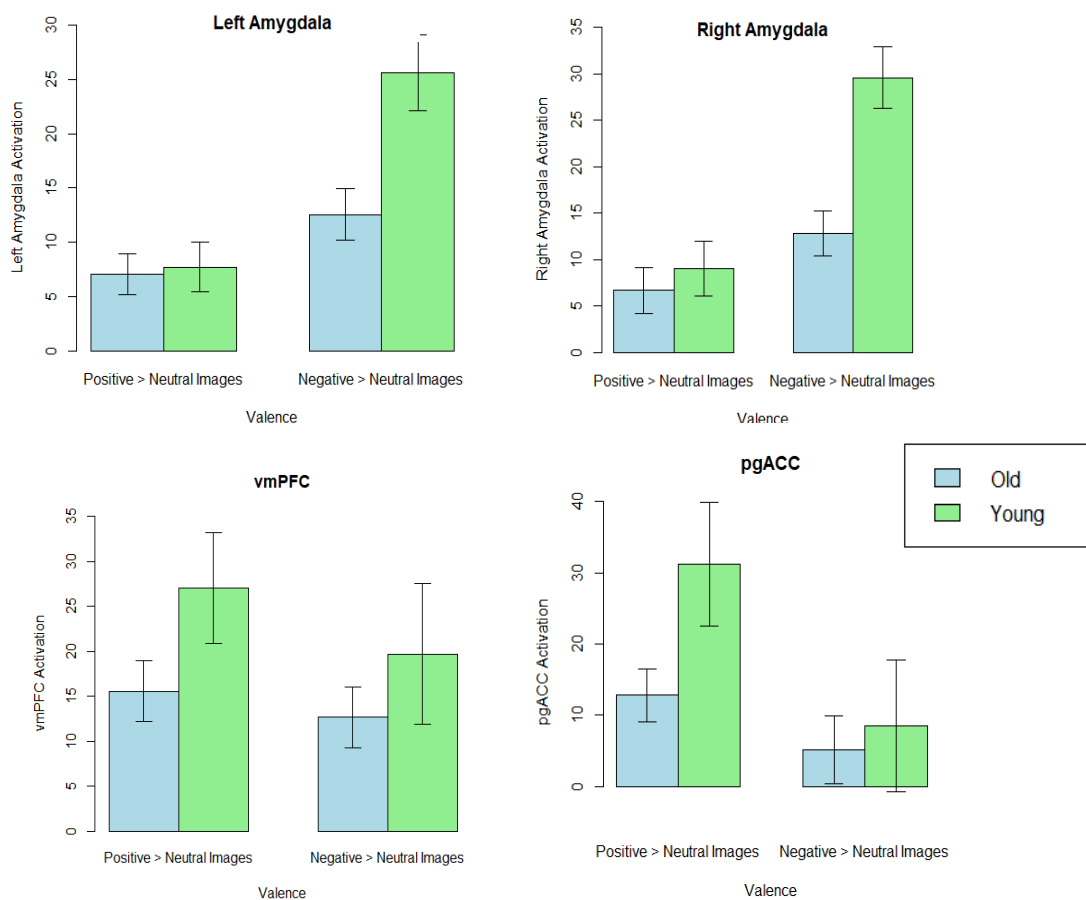 Left Amygdala
Left Amygdala Activation
30
25
20
15
10
5
0
Positive > Neutral Images
Negative > Neutral Images
Valence
Right Amygdala
Right Amygdala Activation
35
30
25
20
15
10
5
0
Positive > Neutral Images
Negative > Neutral Images
Valence
vmPFC
vmPFC Activation
35
30
25
20
15
10
5
0
Positive > Neutral Images
Negative > Neutral Images
Valence
pgACC
pgACC Activation
40
30
20
10
0
Positive > Neutral Images
Negative > Neutral Images
Valence
Old
Young